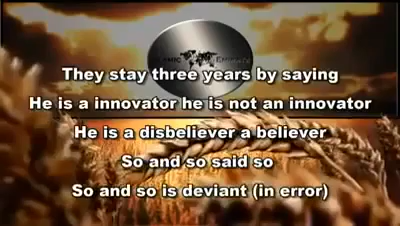 They stay three years by saying
He is a innovator he is not an innovator
He is a disbeliever a believer
So and so said so
So and so is deviant (in error)